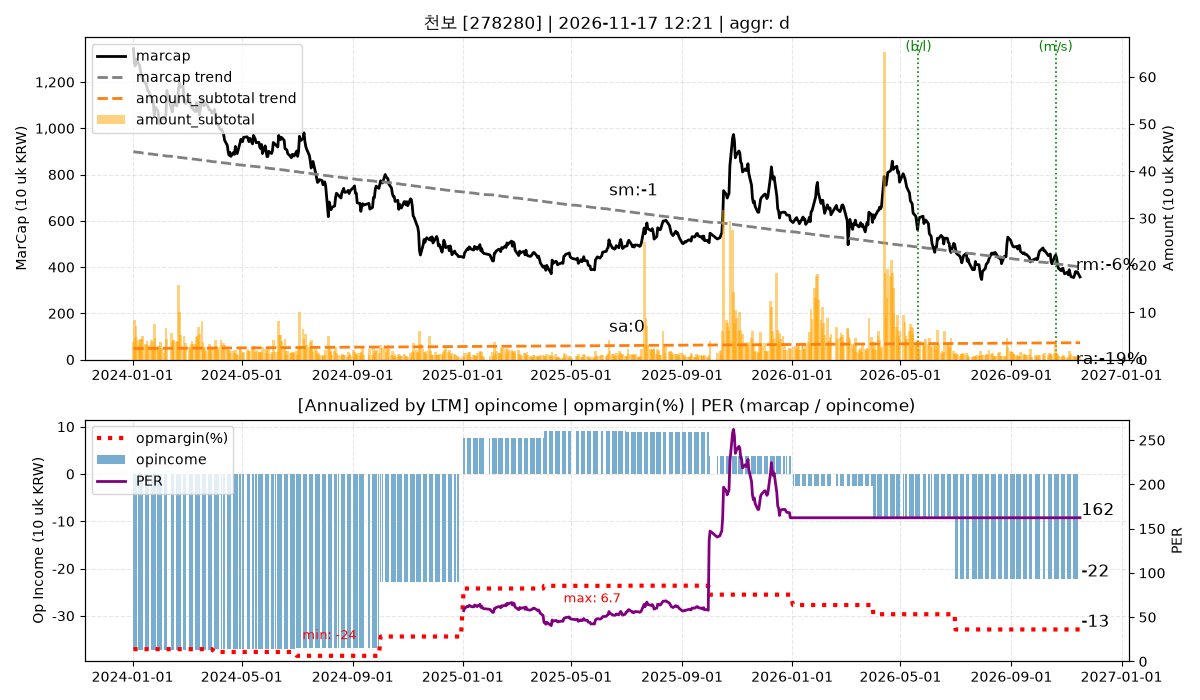 천보 [278280] | 2026-11-17 12:21 | aggr: d
marcap
marcap trend
amount_subtotal trend
amount_subtotal
(b/l)
(m/s)
sm:-1
sa:0
rm:-6%
ra:-19%
MarCap (10 uk KRW)
1,200
1,000
800
600
400
200
0
Amount (10 uk KRW)
60
50
40
30
20
10
0
2024-01-01 2024-05-01 2024-09-01 2025-01-01 2025-05-01 2025-09-01 2026-01-01 2026-05-01 2026-09-01 2027-01-01
[Annualized by LTM] opincome | opmargin(%) | PER (marcap / opincome)
opmargin(%)
opincome
PER
min: -24
max: 6.7
162
-22
-13
Op Income (10 uk KRW)
10
0
-10
-20
-30
PER
250
200
150
100
50
0
2024-01-01 2024-05-01 2024-09-01 2025-01-01 2025-05-01 2025-09-01 2026-01-01 2026-05-01 2026-09-01 2027-01-01